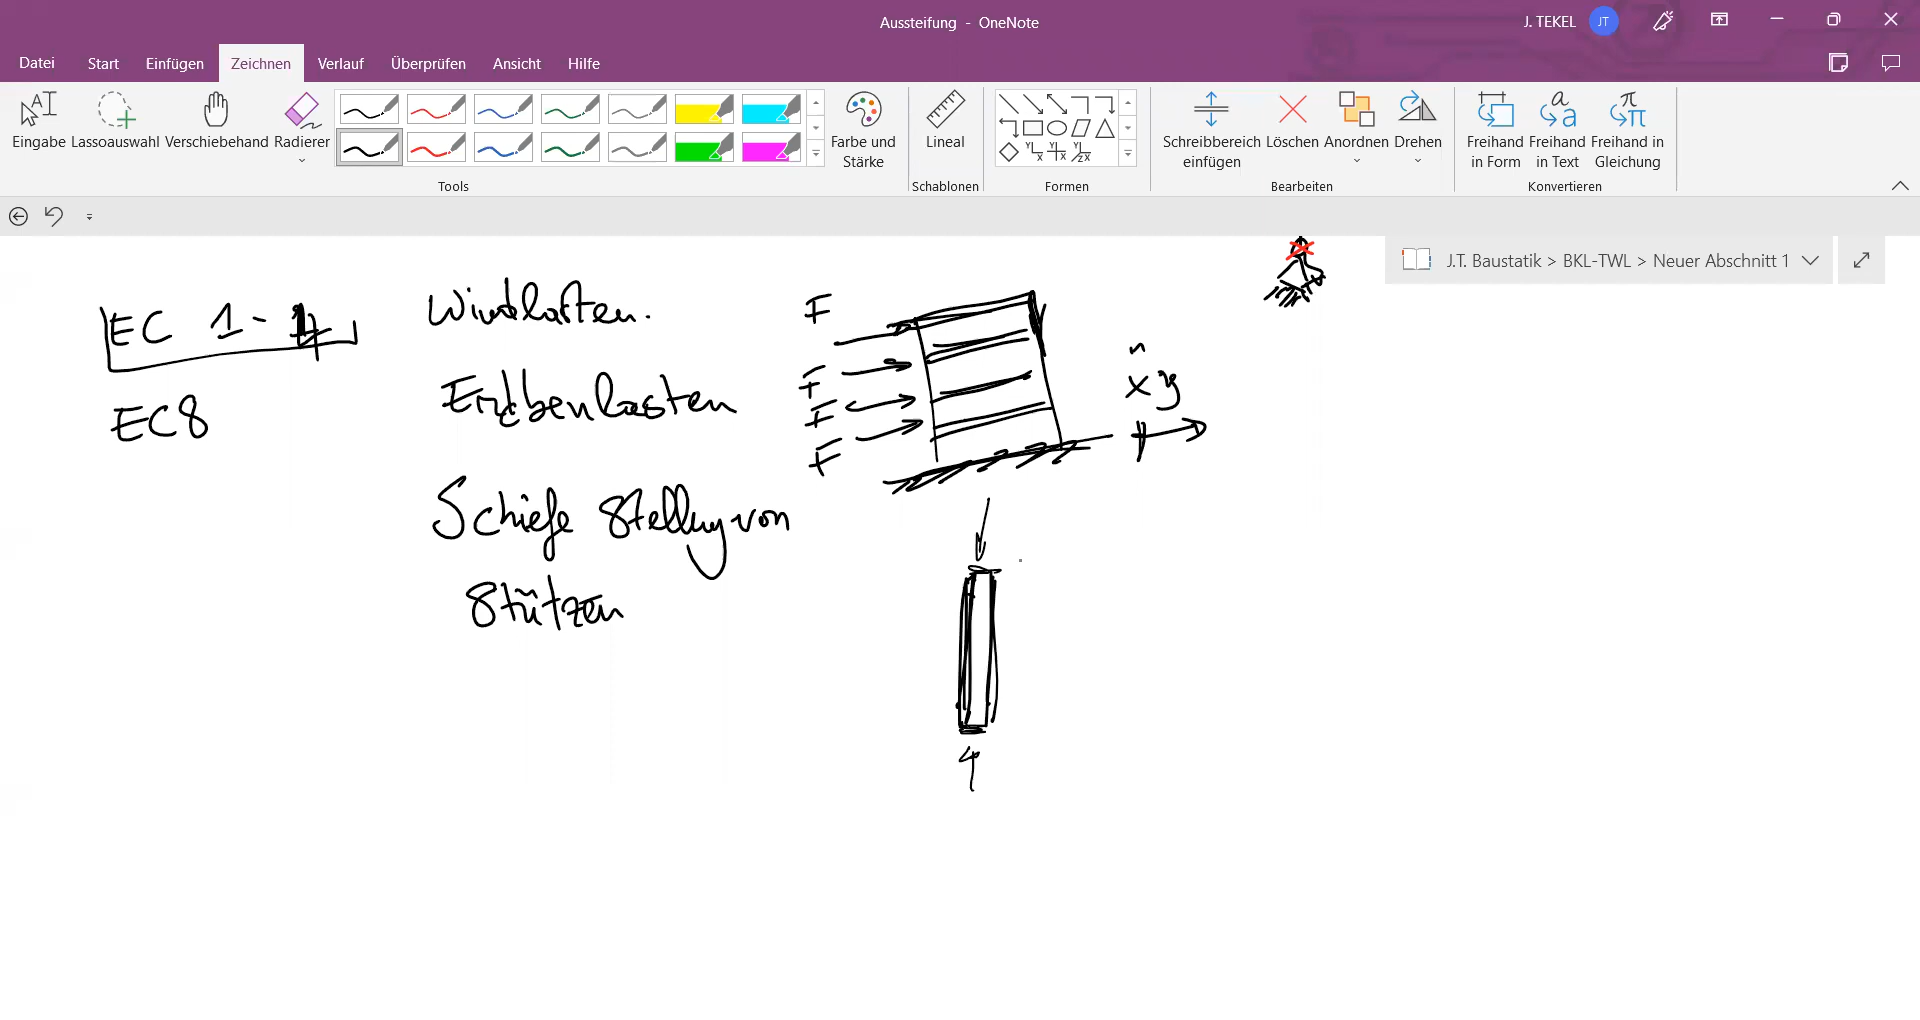 Aussteifung - OneNote
J. TEKEL
JT
Datei
Start
Einfügen
Zeichnen
Verlauf
Überprüfen
Ansicht
Hilfe
Eingabe
Lassoauswahl
Verschiebehand
Radierer
Farbe und
Stärke
Lineal
Schreibbereich
einfügen
Löschen
Anordnen
Drehen
Freihand
in Form
Freihand
in Text
Freihand in
Gleichung
Tools
Schablonen
Formen
Bearbeiten
Konvertieren
J.T. Baustatik > BKL-TWL > Neuer Abschnitt 1
EC 1-4
Windlasten.
EC8
Erdbenlasten
Schiefe Stellung von
Stützen
F
F
F
F
x y